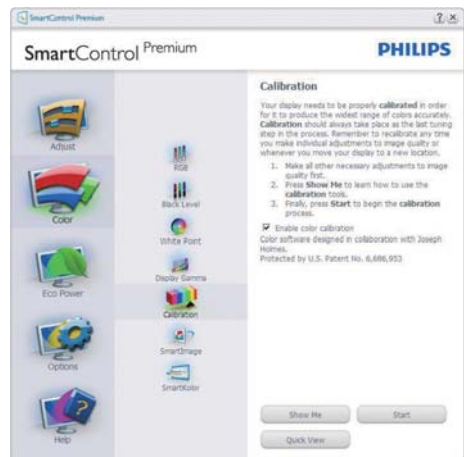 SmartControl Premium
SmartControl Premium
PHILIPS
Adjust
Color
Eco Power
Options
Help
RGB
Black Level
White Point
Display Gamma
Calibration
SmartImage
SmartKolor
Calibration
Your display needs to be properly calibrated in order
for it to produce the widest range of colors accurately.
Calibration should always take place as the last tuning
step in the process. Remember to recalibrate any time
you make individual adjustments to image quality or
whenever you move your display to a new location.
1. Make all other necessary adjustments to image
quality first.
2. Press Show Me to learn how to use the
calibration tools.
3. Finally, press Start to begin the calibration
process.
Enable color calibration
Color software designed in collaboration with Joseph
Holmes.
Protected by U.S. Patent No. 6,686,953
Show Me
Start
Quick View